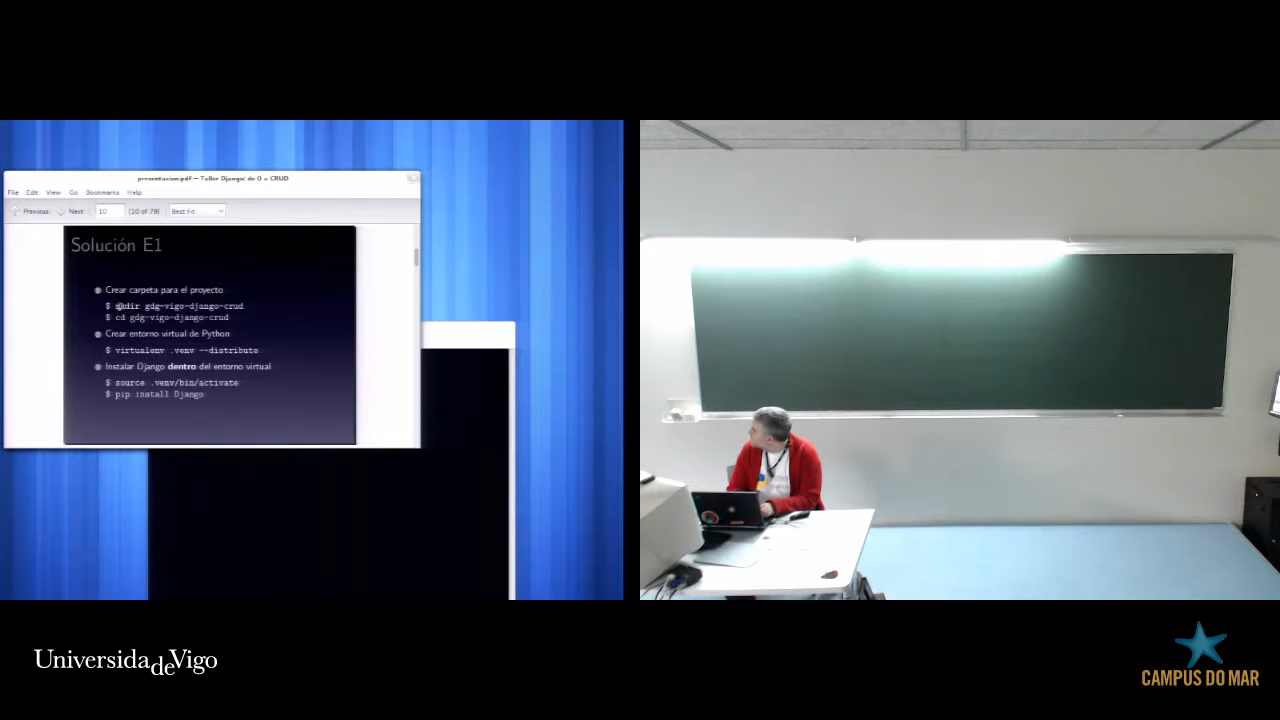 presentacion.pdf — Taller Django: de 0 a CRUD
File Edit View Go Bookmarks Help
Previous Next 10 (10 of 79) Best Fit
Solución E1
Crear carpeta para el proyecto
$ mkdir gdg-vigo-django-crud
$ cd gdg-vigo-django-crud
Crear entorno virtual de Python
$ virtualenv .venv --distribute
Instalar Django dentro del entorno virtual
$ source .venv/bin/activate
$ pip install Django
UniversidadeVigo
CAMPUS DO MAR